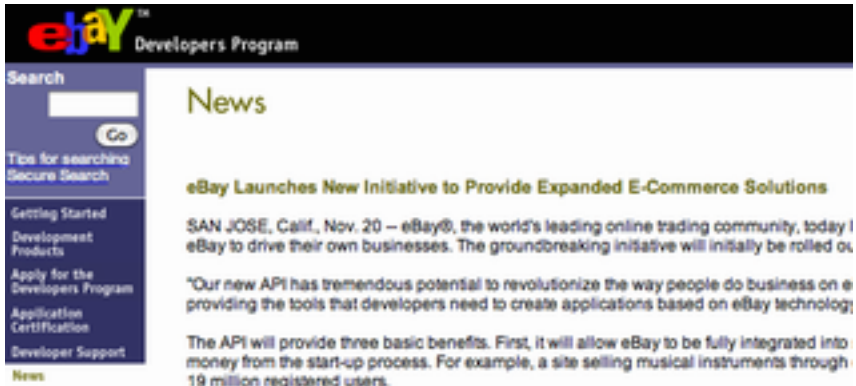 ebaY™
Developers Program
Search
Go
Tips for searching
Secure Search
Getting Started
Development
Products
Apply for the
Developers Program
Application
Certification
Developer Support
News
News
eBay Launches New Initiative to Provide Expanded E-Commerce Solutions
SAN JOSE, Calif., Nov. 20 -- eBay®, the world's leading online trading community, today
eBay to drive their own businesses. The groundbreaking initiative will initially be rolled
"Our new API has tremendous potential to revolutionize the way people do business on
providing the tools that developers need to create applications based on eBay technology
The API will provide three basic benefits. First, it will allow eBay to be fully integrated into
money from the start-up process. For example, a site selling musical instruments through
19 million registered users.